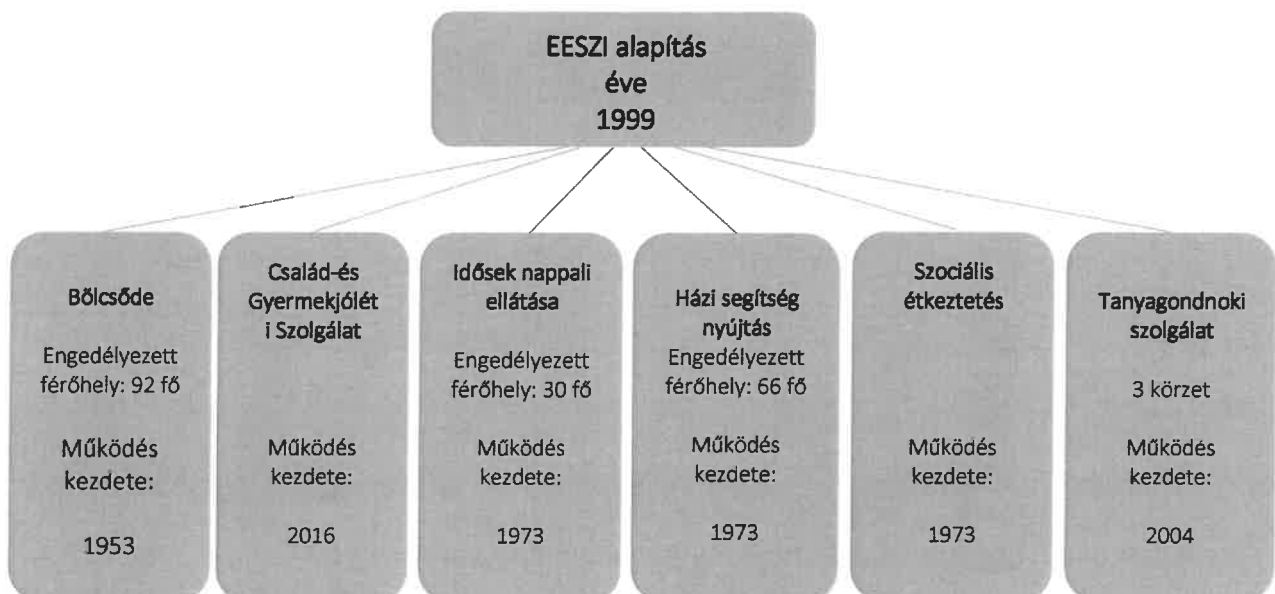 EESZI alapítás
éve
1999
Bölcsőde
Engedélyezett
férőhely: 92 fő
Működés
kezdete:
1953
Család-és
Gyermekjólét
i Szolgálat
Működés
kezdete:
2016
Idősek nappali
ellátása
Engedélyezett
férőhely: 30 fő
Működés
kezdete:
1973
Házi segítség
nyújtás
Engedélyezett
férőhely: 66 fő
Működés
kezdete:
1973
Szociális
étkeztetés
Működés
kezdete:
1973
Tanyagondnoki
szolgálat
3 körzet
Működés
kezdete:
2004